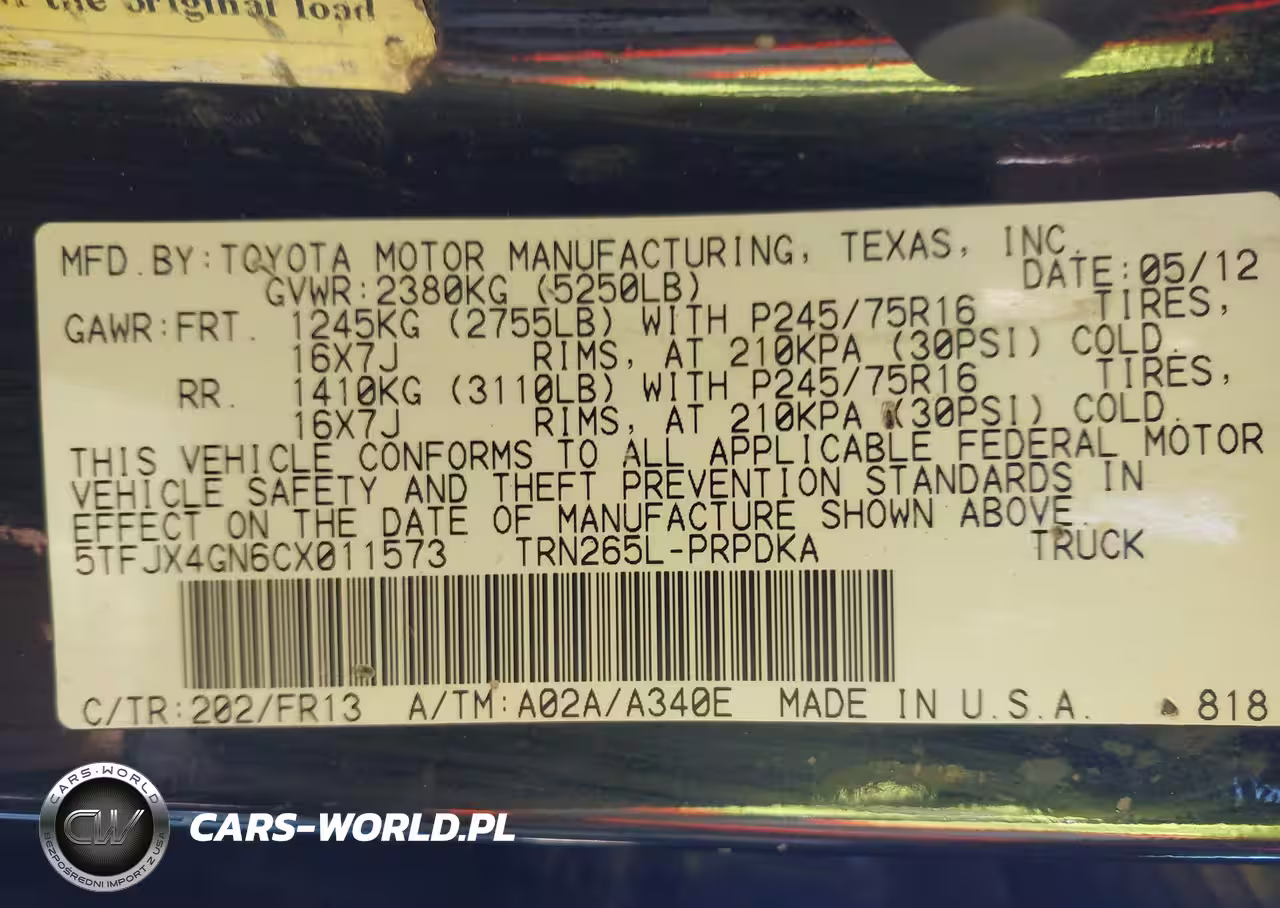 the original load
MFD.BY:TOYOTA MOTOR MANUFACTURING, TEXAS, INC.
DATE:05/12
GVWR:2380KG (5250LB)
GAWR:FRT. 1245KG (2755LB) WITH P245/75R16 TIRES,
16X7J RIMS, AT 210KPA (30PSI) COLD.
RR. 1410KG (3110LB) WITH P245/75R16 TIRES,
16X7J RIMS, AT 210KPA (30PSI) COLD.
THIS VEHICLE CONFORMS TO ALL APPLICABLE FEDERAL MOTOR
VEHICLE SAFETY AND THEFT PREVENTION STANDARDS IN
EFFECT ON THE DATE OF MANUFACTURE SHOWN ABOVE.
5TFJX4GN6CX011573 TRN265L-PRPDKA TRUCK
C/TR:202/FR13 A/TM:A02A/A340E MADE IN U.S.A. 818
CARS-WORLD
CW
BEZPOŚREDNI IMPORT Z USA
CARS-WORLD.PL